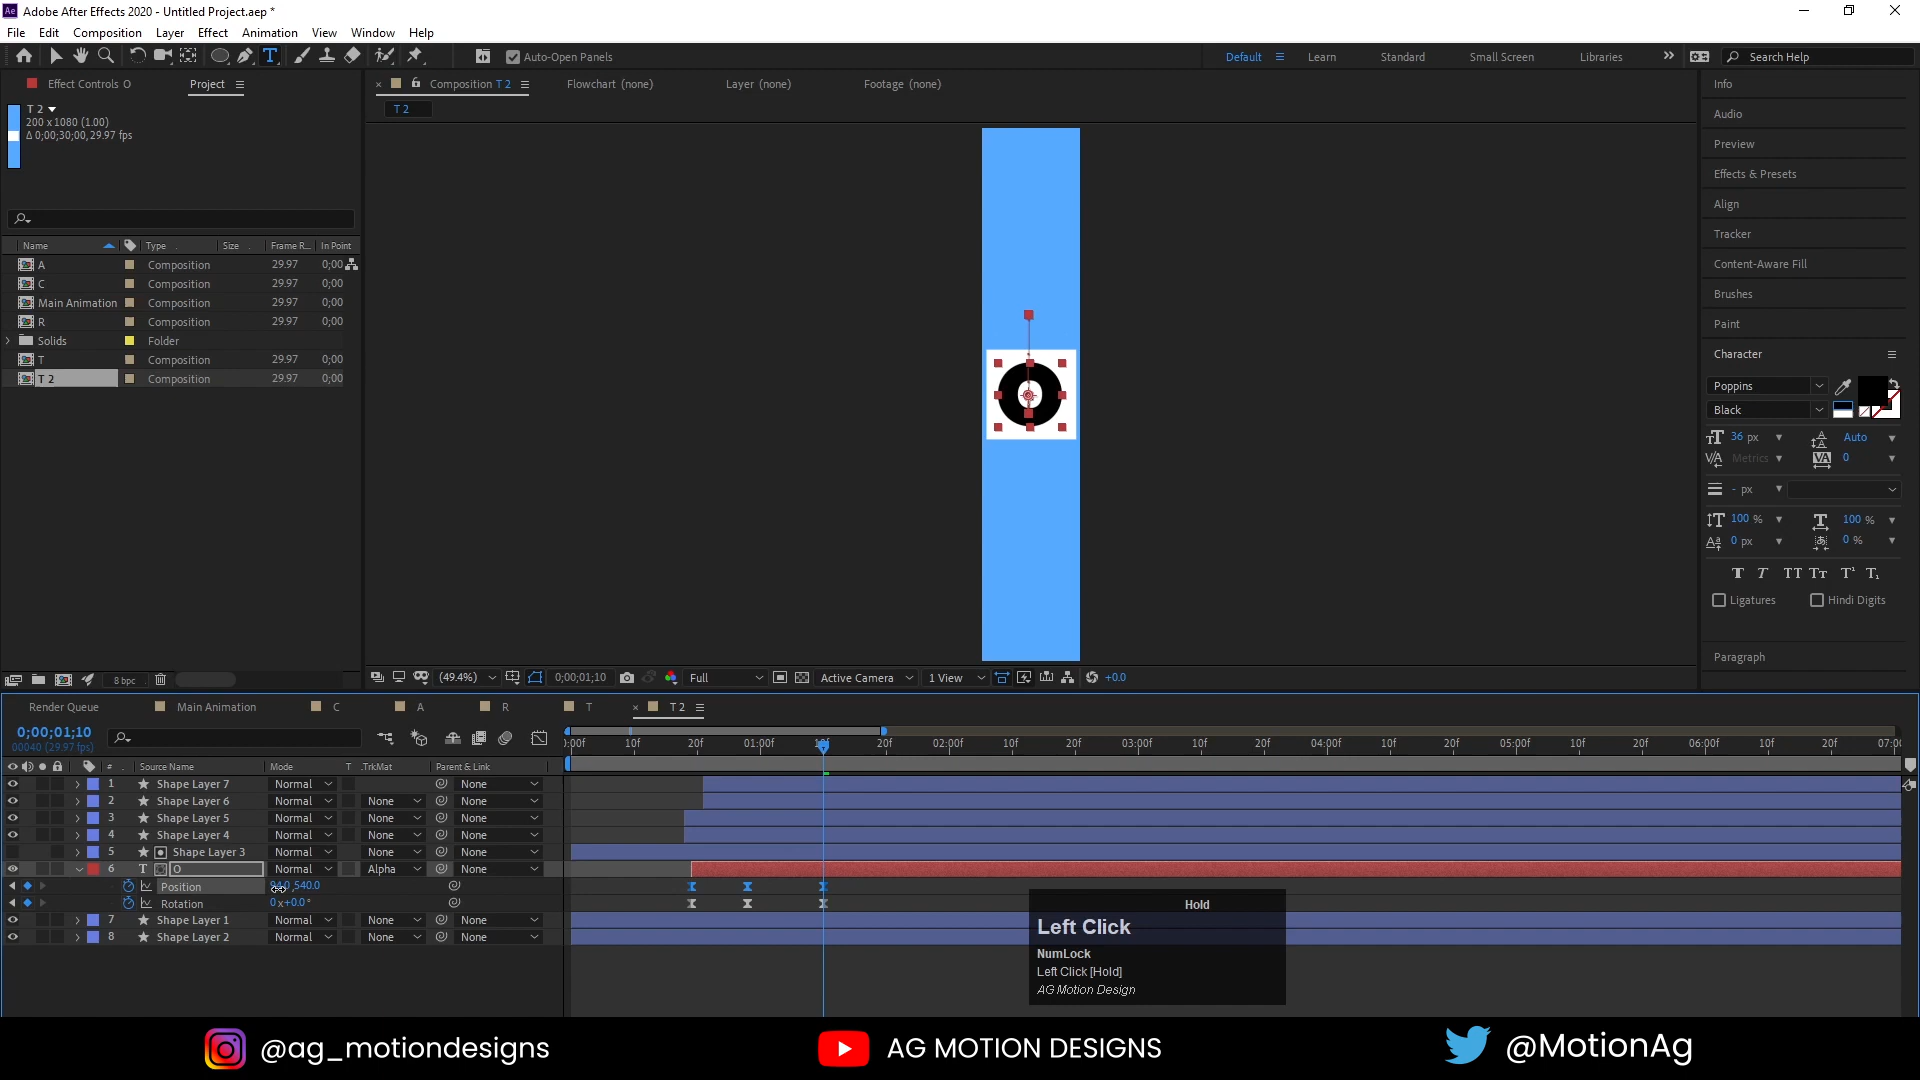 Adobe After Effects 2020 - Untitled Project.aep *
File Edit Composition Layer Effect Animation View Window Help
Auto-Open Panels
Default Learn Standard Small Screen Libraries Search Help
Effect Controls O Project
T 2
200 x 1080 (1.00)
Δ 0;00;30;00, 29.97 fps
Composition T 2 Flowchart (none) Layer (none) Footage (none)
T 2
Name Type Size Frame R... In Point
A Composition 29.97 0;00
C Composition 29.97 0;00
Main Animation Composition 29.97 0;00
R Composition 29.97 0;00
Solids Folder
T Composition 29.97 0;00
T 2 Composition 29.97 0;00
8 bpc
O
(49.4%) 0;00;01;10 Full Active Camera 1 View +0.0
Info
Audio
Preview
Effects & Presets
Align
Tracker
Content-Aware Fill
Brushes
Paint
Character
Poppins
Black
36 px Auto
Metrics 0
- px
100 % 100 %
0 px 0 %
Ligatures Hindi Digits
Paragraph
Render Queue Main Animation C A R T T 2
0;00;01;10
00040 (29.97 fps)
):00f 10f 20f 01:00f 10f 20f 02:00f 10f 20f 03:00f 10f 20f 04:00f 10f 20f 05:00f 10f 20f 06:00f 10f 20f 07:00
# Source Name Mode T .TrkMat Parent & Link
1 Shape Layer 7 Normal None
2 Shape Layer 6 Normal None None
3 Shape Layer 5 Normal None None
4 Shape Layer 4 Normal None None
5 Shape Layer 3 Normal None None
6 T O Normal Alpha None
Position ,540.0
Rotation 0 x+0.0 °
7 Shape Layer 1 Normal None None
8 Shape Layer 2 Normal None None
Hold
Left Click
NumLock
Left Click [Hold]
AG Motion Design
@ag_motiondesigns AG MOTION DESIGNS @MotionAg